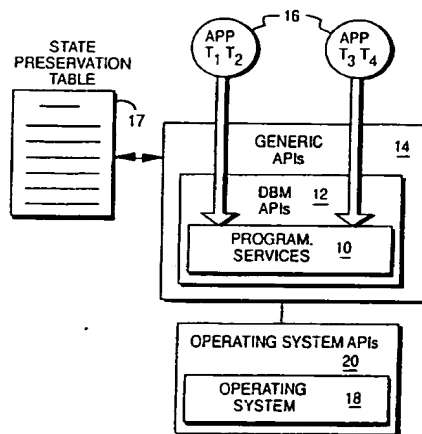 STATE
PRESERVATION
TABLE
17
16
APP
T1 T2
APP
T3 T4
GENERIC
APIs
14
DBM
APIs
12
PROGRAM.
SERVICES
10
OPERATING SYSTEM APIs
20
OPERATING
SYSTEM
18